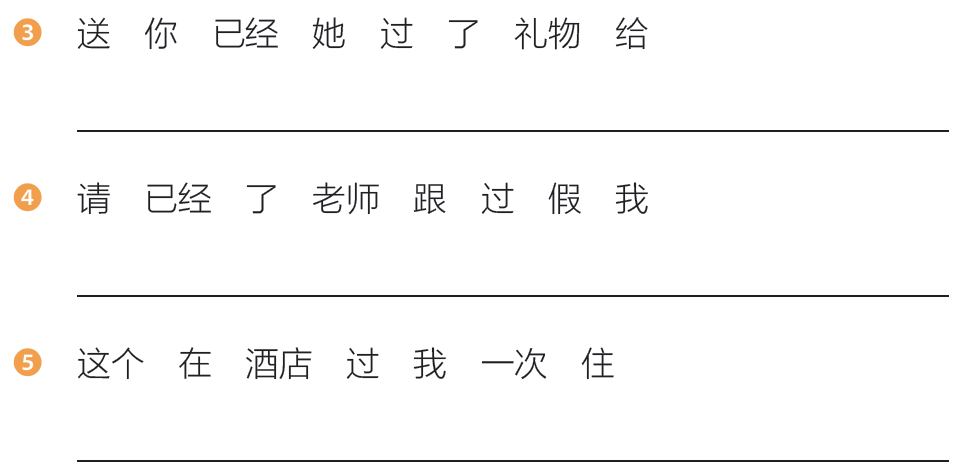 3 送 你 已经 她 过 了 礼物 给
4 请 已经 了 老师 跟 过 假 我
5 这个 在 酒店 过 我 一次 住